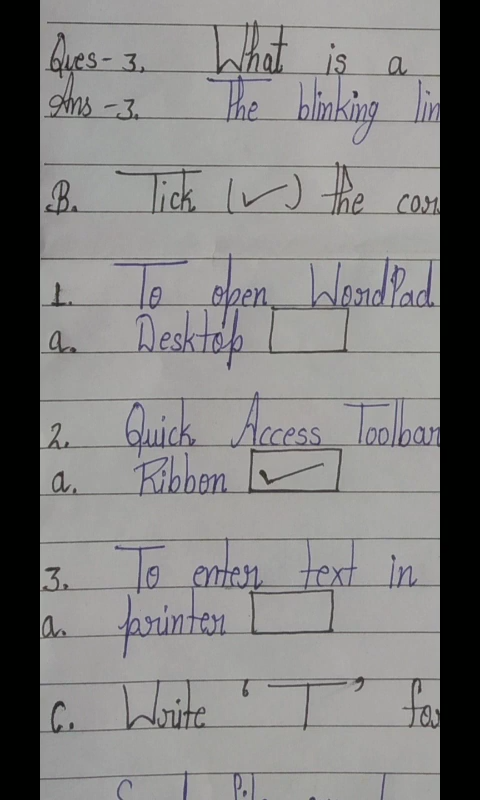 Ques-3. What is a
Ans-3. The blinking lin
B. Tick (✓) the cor
1. To open WordPad
a. Desktop
2. Quick Access Toolbar
a. Ribbon ✓
3. To enter text in
a. printer
C. Write 'T' for